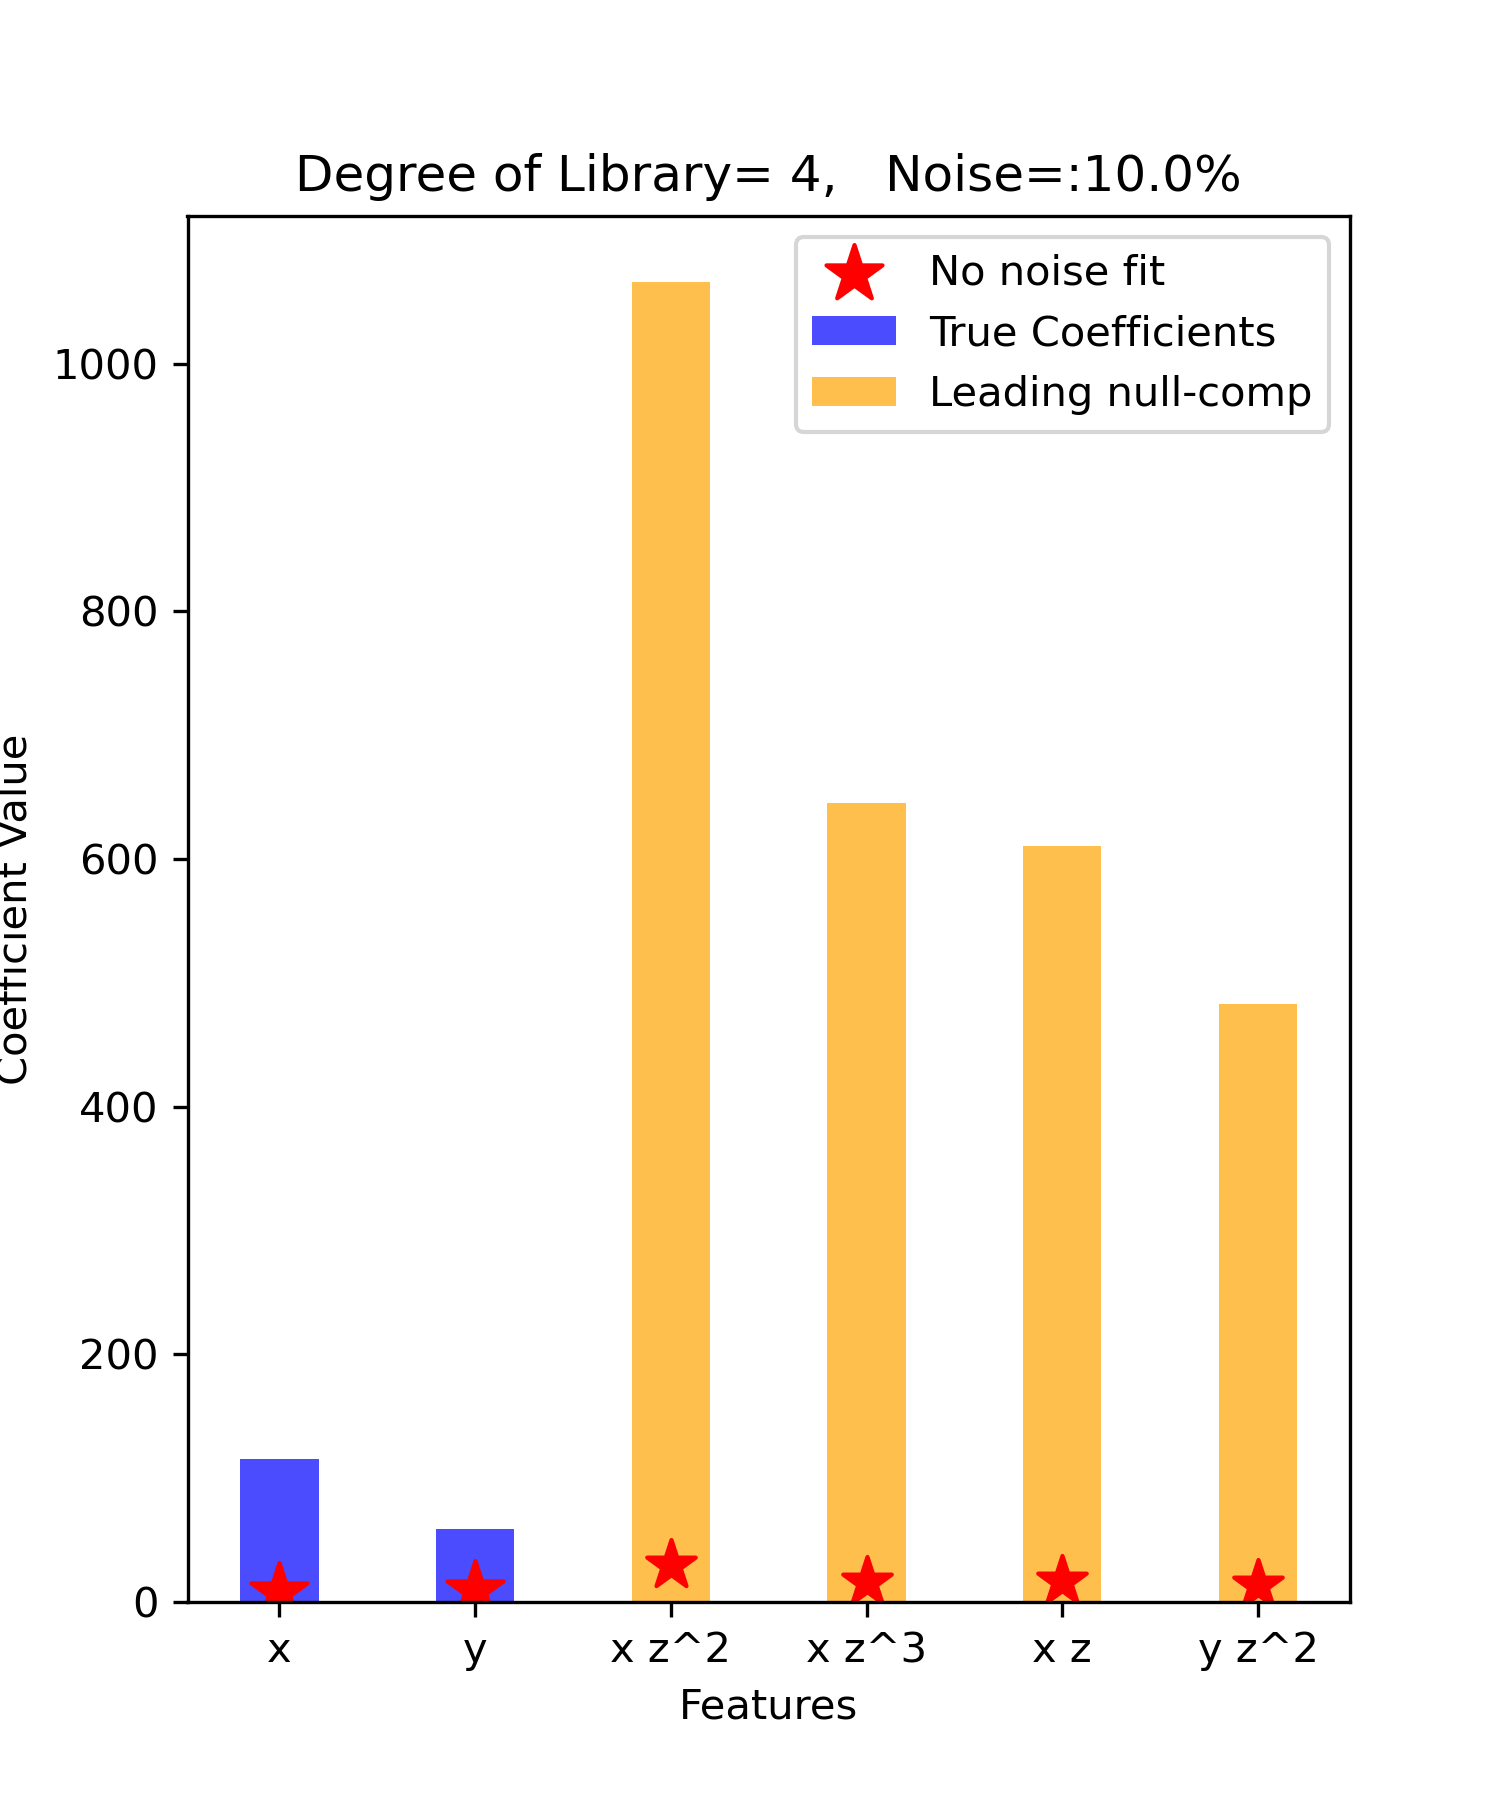 Degree of Library= 4,   Noise=:10.0%
No noise fit
True Coefficients
Leading null-comp
1000
800
600
400
200
0
Coefficient Value
x
y
x z^2
x z^3
x z
y z^2
Features